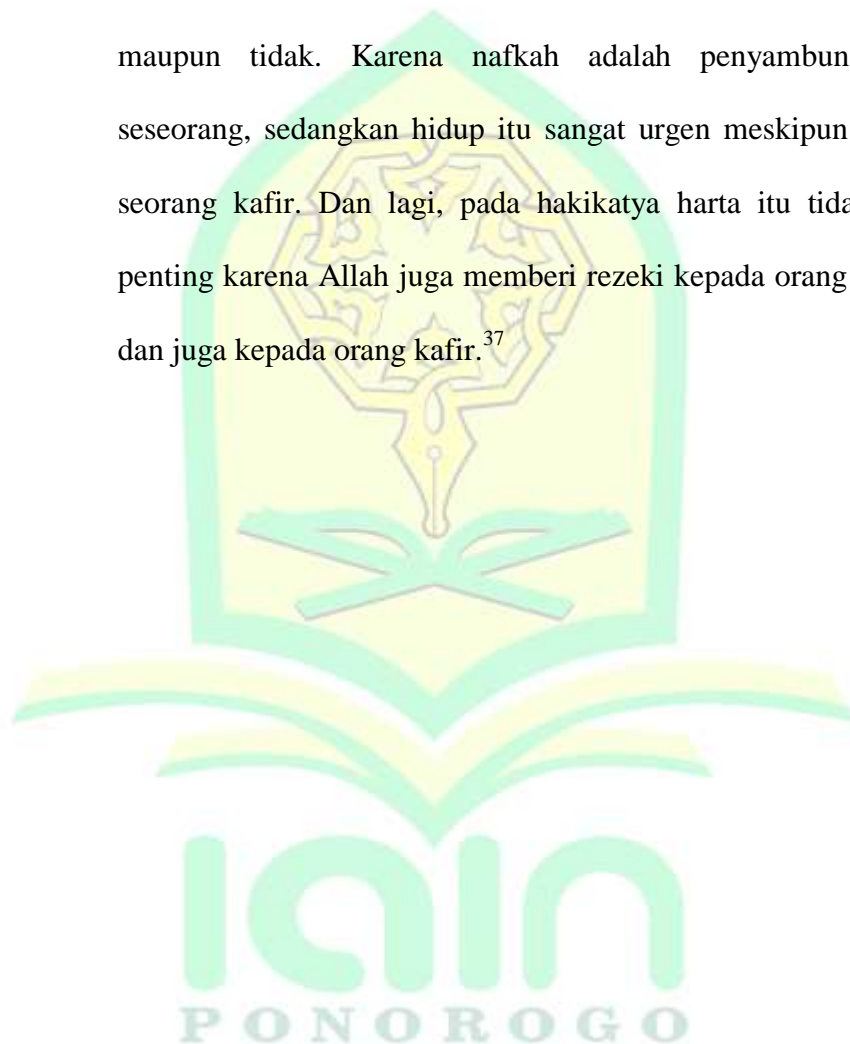 maupun tidak. Karena nafkah adalah penyambun
seseorang, sedangkan hidup itu sangat urgen meskipun
seorang kafir. Dan lagi, pada hakikatya harta itu tida
penting karena Allah juga memberi rezeki kepada orang
dan juga kepada orang kafir.37
iain
PONOROGO